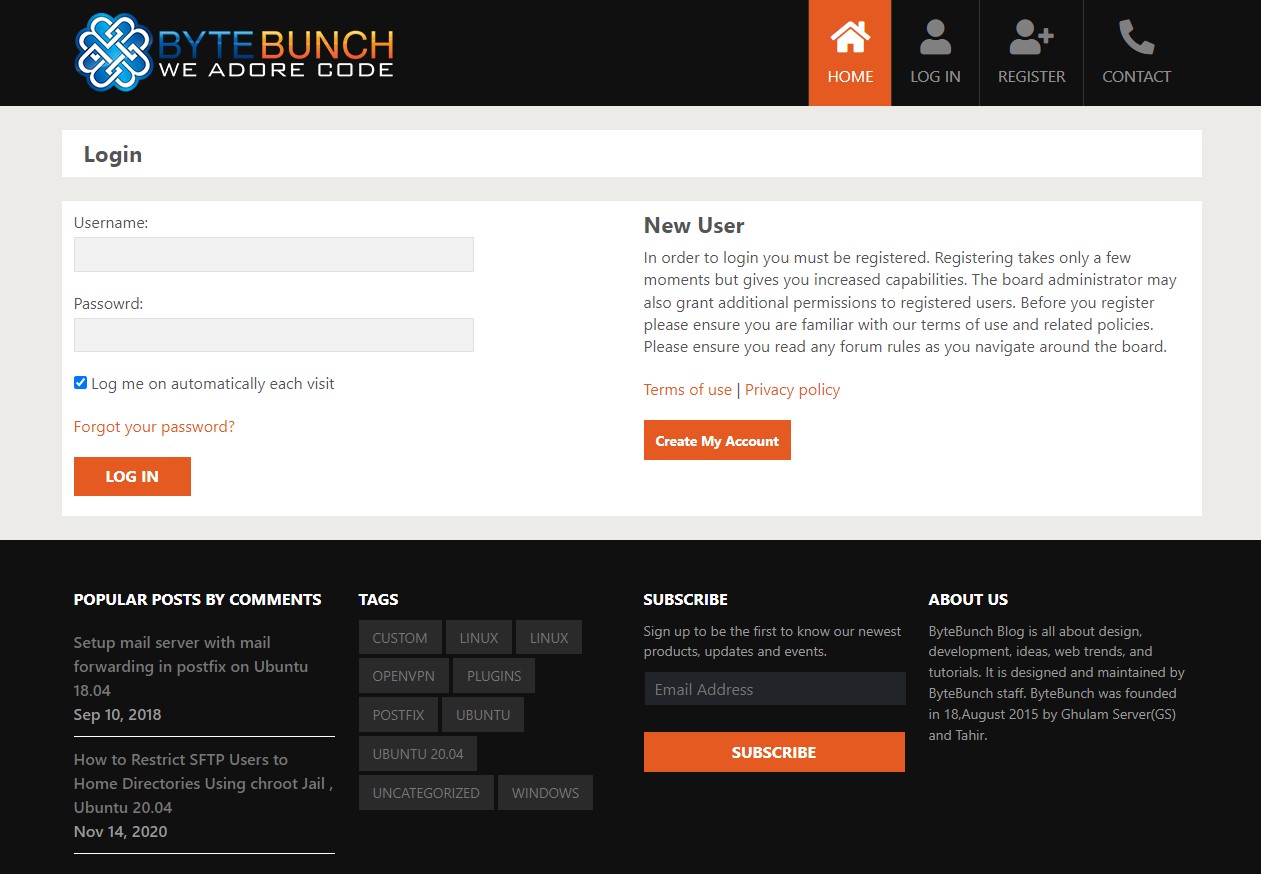 BYTEBUNCH
WE ADORE CODE
HOME
LOG IN
REGISTER
CONTACT
Login
Username:
Passowrd:
Log me on automatically each visit
Forgot your password?
LOG IN
New User
In order to login you must be registered. Registering takes only a few
moments but gives you increased capabilities. The board administrator may
also grant additional permissions to registered users. Before you register
please ensure you are familiar with our terms of use and related policies.
Please ensure you read any forum rules as you navigate around the board.
Terms of use | Privacy policy
Create My Account
POPULAR POSTS BY COMMENTS
Setup mail server with mail
forwarding in postfix on Ubuntu
18.04
Sep 10, 2018
How to Restrict SFTP Users to
Home Directories Using chroot Jail ,
Ubuntu 20.04
Nov 14, 2020
TAGS
CUSTOM LINUX LINUX
OPENVPN PLUGINS
POSTFIX UBUNTU
UBUNTU 20.04
UNCATEGORIZED WINDOWS
SUBSCRIBE
Sign up to be the first to know our newest
products, updates and events.
Email Address
SUBSCRIBE
ABOUT US
ByteBunch Blog is all about design,
development, ideas, web trends, and
tutorials. It is designed and maintained by
ByteBunch staff. ByteBunch was founded
in 18,August 2015 by Ghulam Server(GS)
and Tahir.